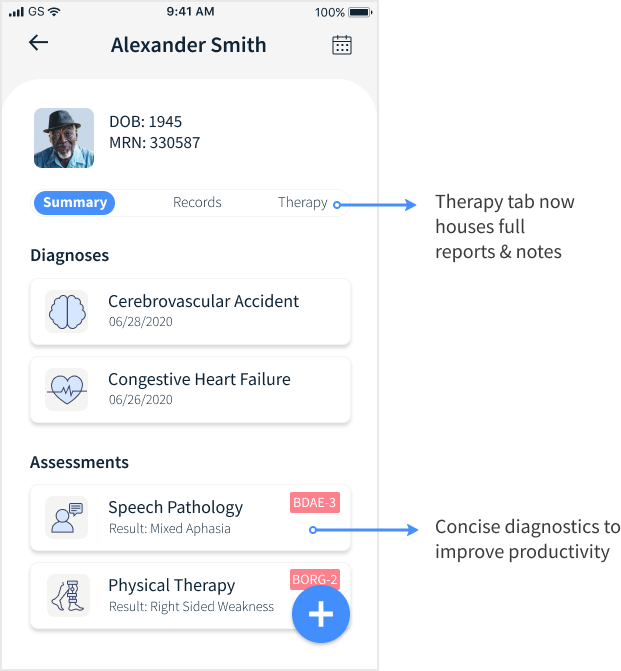 GS 9:41 AM 100%
Alexander Smith
DOB: 1945
MRN: 330587
Summary Records Therapy
Therapy tab now
houses full
reports & notes
Diagnoses
Cerebrovascular Accident
06/28/2020
Congestive Heart Failure
06/26/2020
Assessments
Speech Pathology
BDAE-3
Result: Mixed Aphasia
Concise diagnostics to
improve productivity
Physical Therapy
BORG-2
Result: Right Sided Weakness